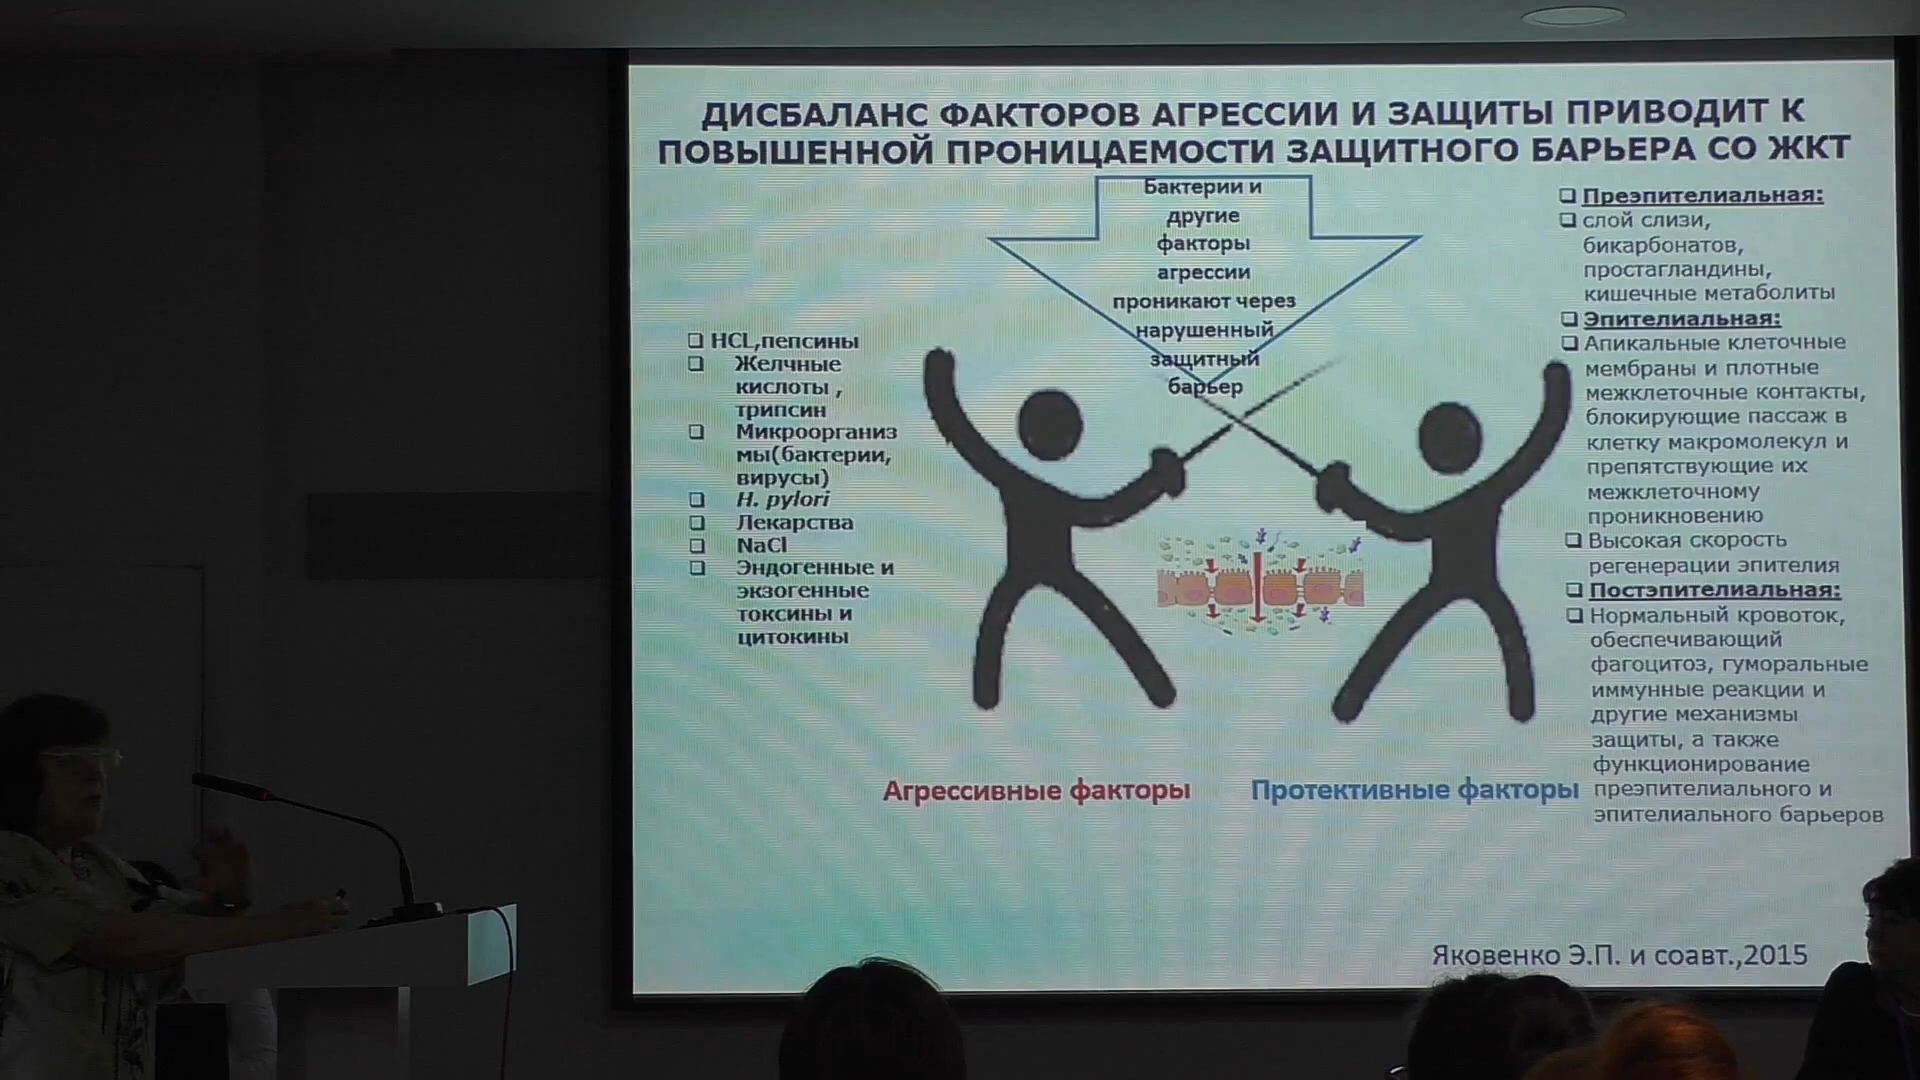 ДИСБАЛАНС ФАКТОРОВ АГРЕССИИ И ЗАЩИТЫ ПРИВОДИТ К
ПОВЫШЕННОЙ ПРОНИЦАЕМОСТИ ЗАЩИТНОГО БАРЬЕРА СО ЖКТ
Бактерии и
другие
факторы
агрессии
проникают через
нарушенный
защитный
барьер
HCL,пепсины
Желчные
кислоты ,
трипсин
Микроорганиз
мы(бактерии,
вирусы)
H. pylori
Лекарства
NaCl
Эндогенные и
экзогенные
токсины и
цитокины
Агрессивные факторы
Протективные факторы
Преэпителиальная:
слой слизи,
бикарбонатов,
простагландины,
кишечные метаболиты
Эпителиальная:
Апикальные клеточные
мембраны и плотные
межклеточные контакты,
блокирующие пассаж в
клетку макромолекул и
препятствующие их
межклеточному
проникновению
Высокая скорость
регенерации эпителия
Постэпителиальная:
Нормальный кровоток,
обеспечивающий
фагоцитоз, гуморальные
иммунные реакции и
другие механизмы
защиты, а также
функционирование
преэпителиального и
эпителиального барьеров
Яковенко Э.П. и соавт.,2015